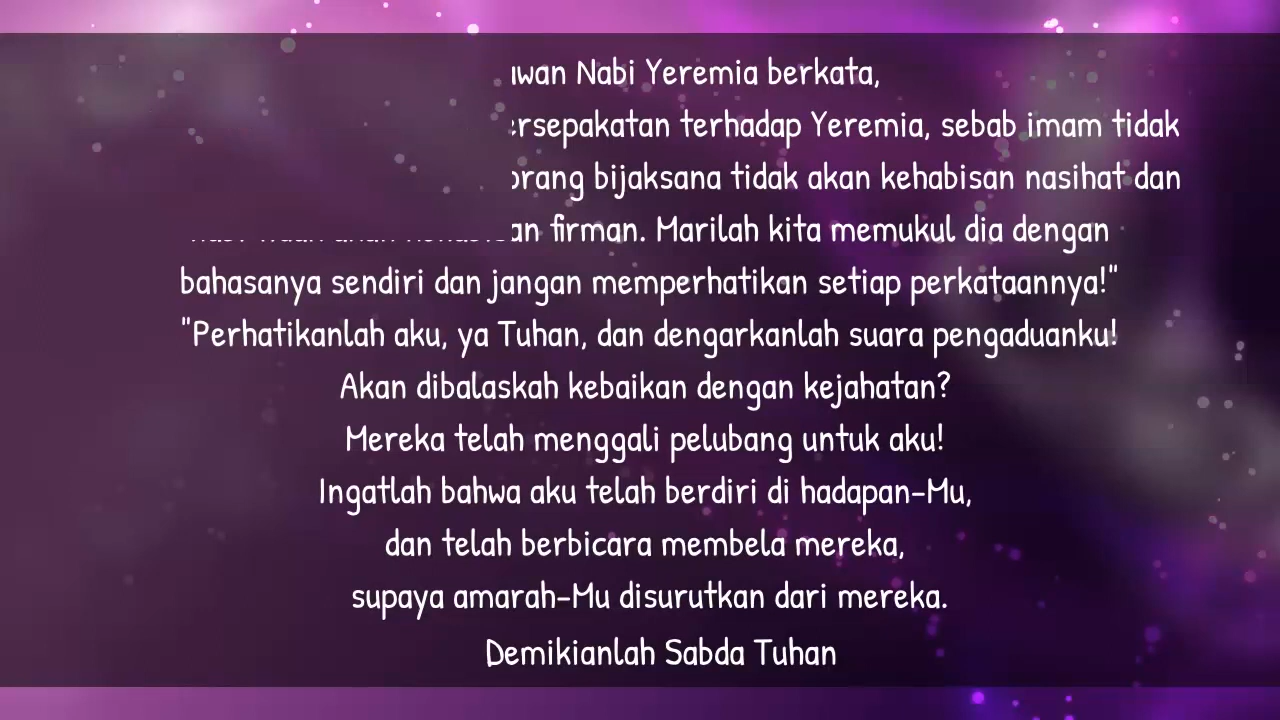 Nabi Yeremia berkata,
terhadap Yeremia, sebab imam tidak
bijaksana tidak akan kehabisan nasihat dan
firman. Marilah kita memukul dia dengan
bahasanya sendiri dan jangan memperhatikan setiap perkataannya!"
"Perhatikanlah aku, ya Tuhan, dan dengarkanlah suara pengaduanku!
Akan dibalaskah kebaikan dengan kejahatan?
Mereka telah menggali pelubang untuk aku!
Ingatlah bahwa aku telah berdiri di hadapan-Mu,
dan telah berbicara membela mereka,
supaya amarah-Mu disurutkan dari mereka.
Demikianlah Sabda Tuhan